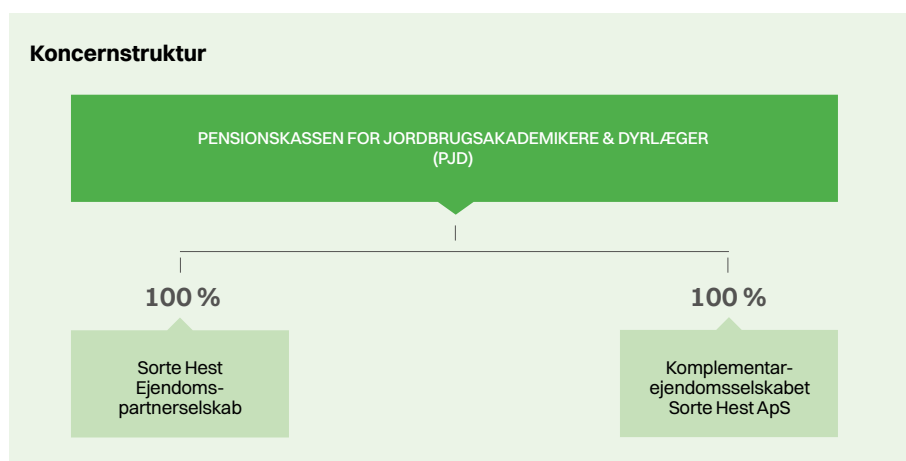 Koncernstruktur
PENSIONSKASSEN FOR JORDBRUGSAKADEMIKERE & DYRLÆGER
(PJD)
100 %
100 %
Sorte Hest
Ejendoms-
partnerselskab
Komplementar-
ejendomsselskabet
Sorte Hest ApS